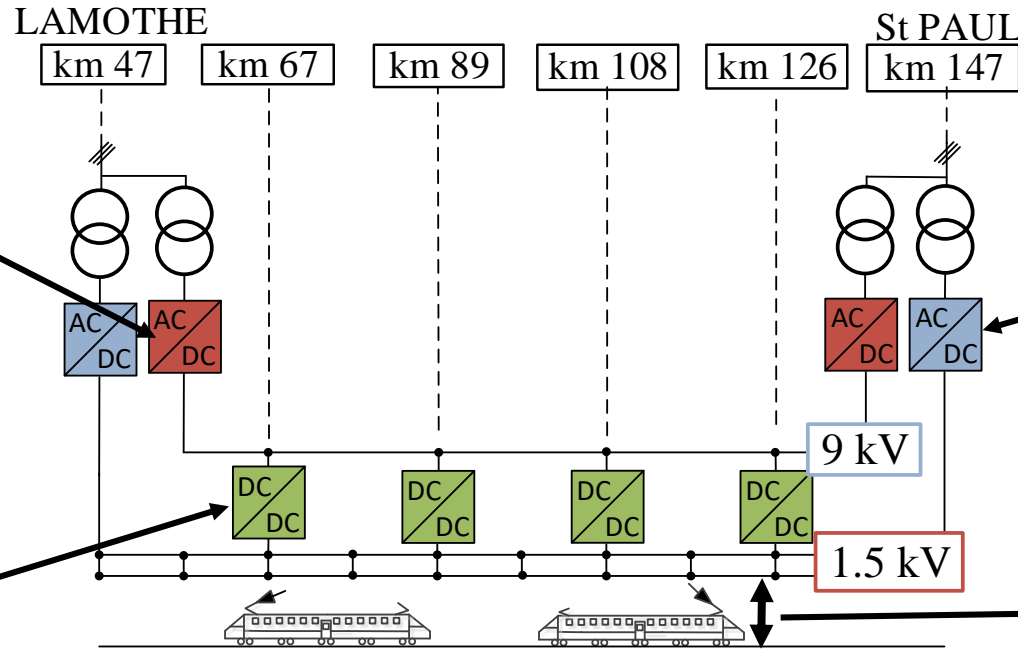 LAMOTHE
St PAUL
km 47
km 67
km 89
km 108
km 126
km 147
AC
DC
AC
DC
AC
DC
AC
DC
9 kV
DC
DC
DC
DC
DC
DC
DC
DC
1.5 kV